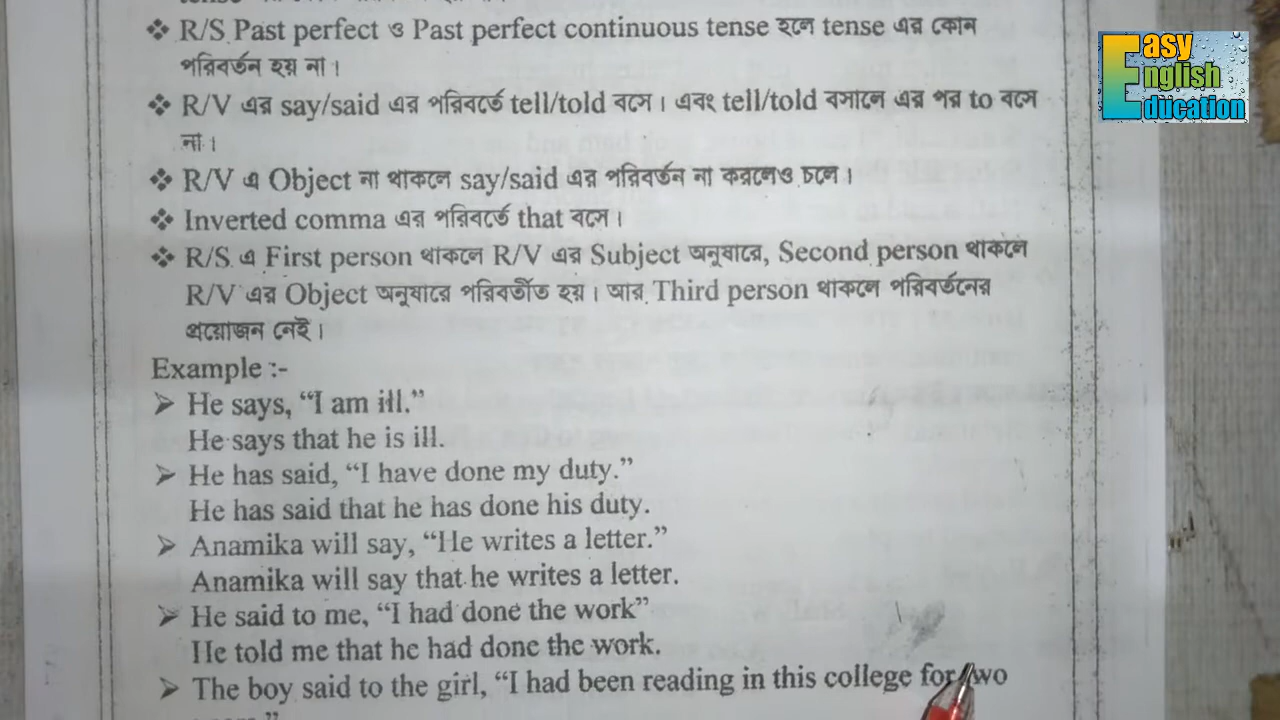 ❖ R/S Past perfect ও Past perfect continuous tense হলে tense এর কোন
পরিবর্তন হয় না।
❖ R/V এর say/said এর পরিবর্তে tell/told বসে। এবং tell/told বসালে এর পর to বসে
না।
❖ R/V এ Object না থাকলে say/said এর পরিবর্তন না করলেও চলে।
❖ Inverted comma এর পরিবর্তে that বসে।
❖ R/S এ First person থাকলে R/V এর Subject অনুষারে, Second person থাকলে
R/V এর Object অনুষারে পরিবর্তীত হয়। আর Third person থাকলে পরিবর্তনের
প্রয়োজন নেই।
Example :-
➢ He says, “I am ill.”
He says that he is ill.
➢ He has said, “I have done my duty.”
He has said that he has done his duty.
➢ Anamika will say, “He writes a letter.”
Anamika will say that he writes a letter.
➢ He said to me, “I had done the work”
He told me that he had done the work.
➢ The boy said to the girl, “I had been reading in this college for two
Easy
English
Education